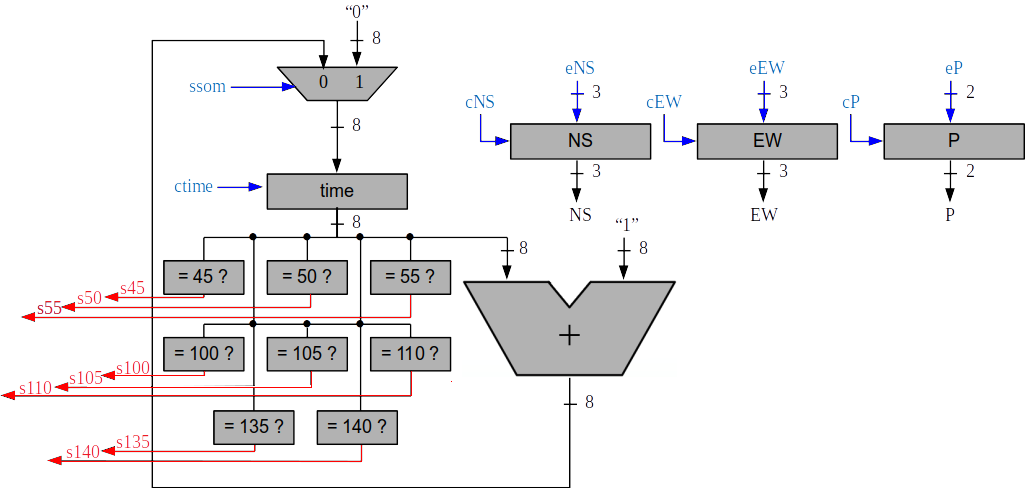 “0”
8
eNS
eEW
eP
0 1
3
3
2
ssom
cNS
cEW
cP
8
NS
EW
P
ctime
time
3
3
2
8
NS
EW
P
“1”
8
8
= 45 ?
= 50 ?
= 55 ?
s45
s50
s55
+
= 100 ?
= 105 ?
= 110 ?
s100
s105
s110
8
= 135 ?
= 140 ?
s135
s140